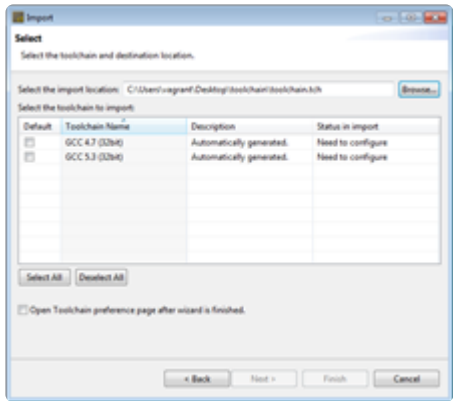 Import
Select
Select the toolchain and destination location.
Select the import location: C:\Users\vagrant\Desktop\toolchain\toolchain.tch Browse...
Select the toolchain to import:
Default Toolchain Name Description Status in import
GCC 4.7 (32bit) Automatically generated. Need to configure
GCC 5.3 (32bit) Automatically generated. Need to configure
Select All Deselect All
Open Toolchain preference page after wizard is finished.
< Back Next > Finish Cancel